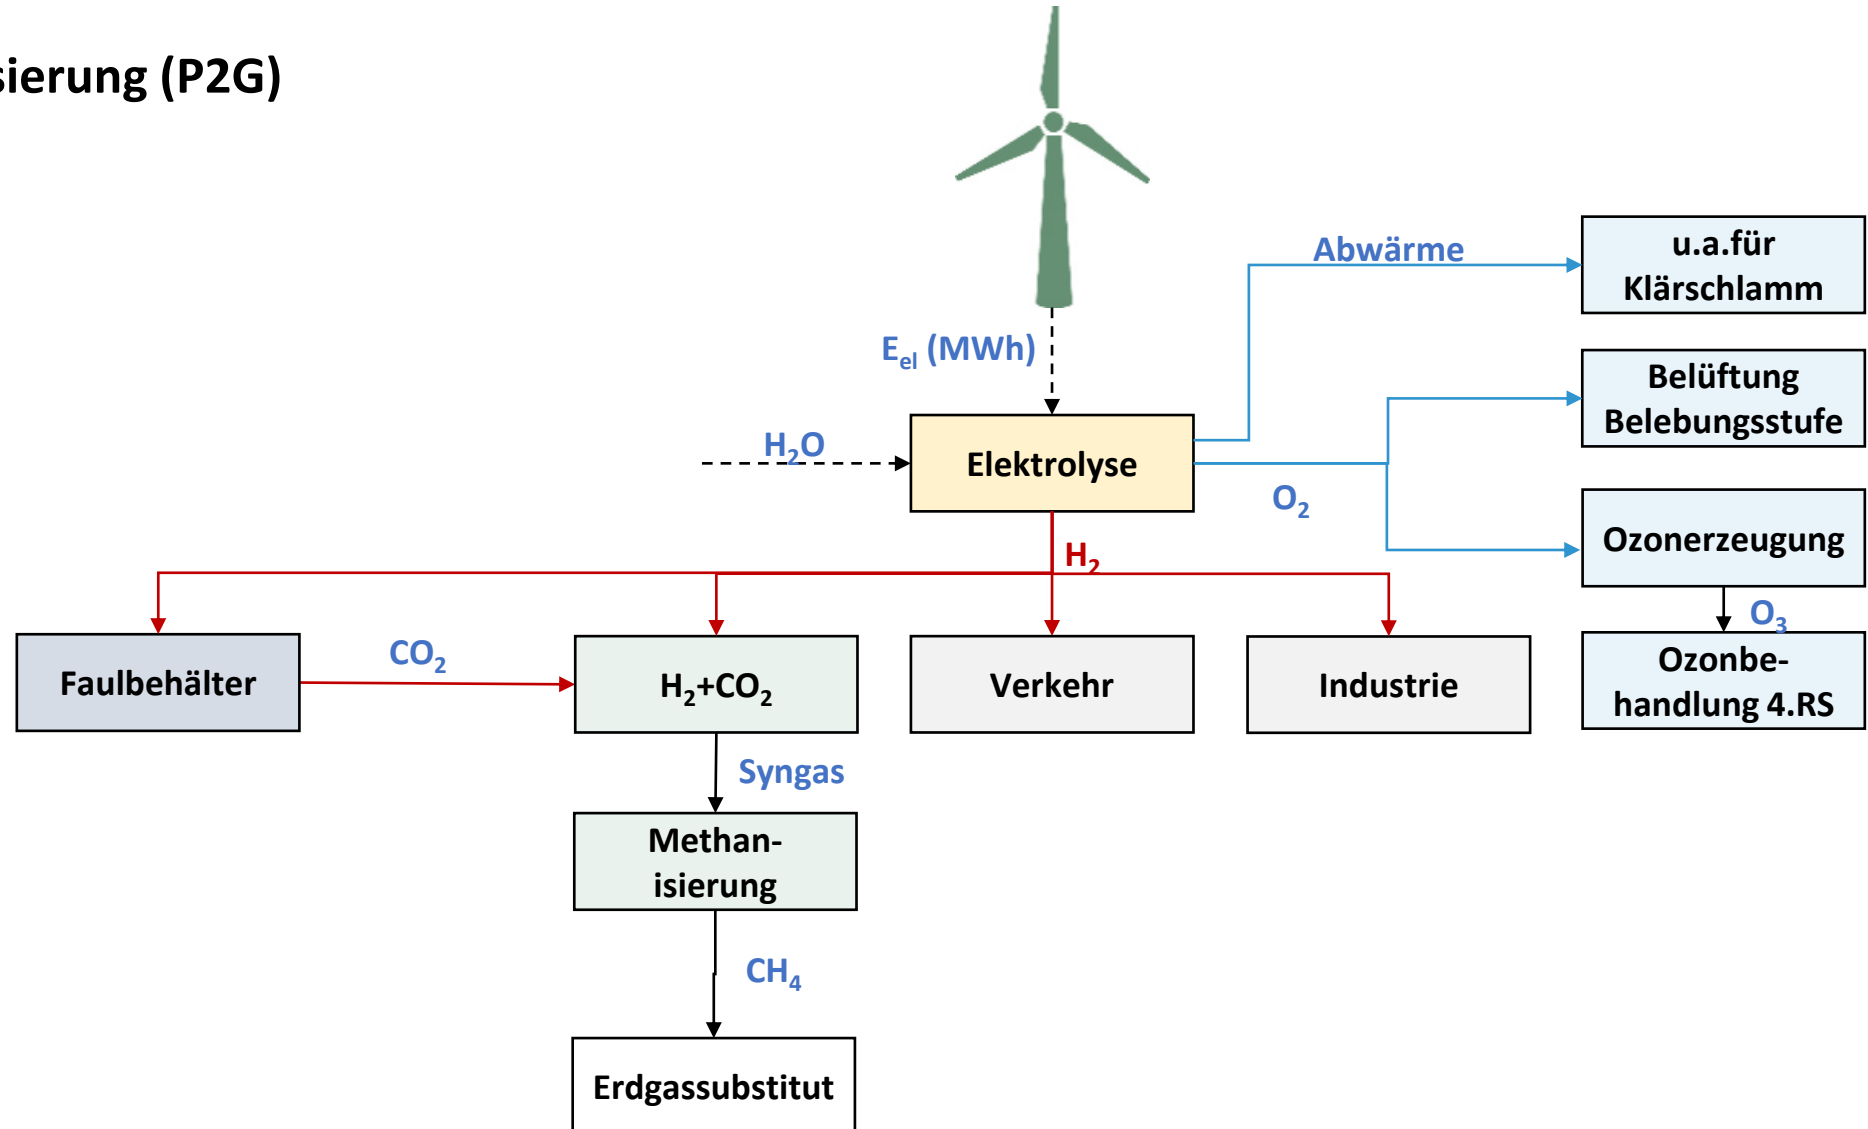 sierung (P2G)
Abwärme
u.a.für
Klärschlamm
E_el (MWh)
Belüftung
Belebungsstufe
H₂O
Elektrolyse
O₂
Ozonerzeugung
H₂
O₃
Faulbehälter
CO₂
H₂+CO₂
Verkehr
Industrie
Ozonbe-
handlung 4.RS
Syngas
Methan-
isierung
CH₄
Erdgassubstitut